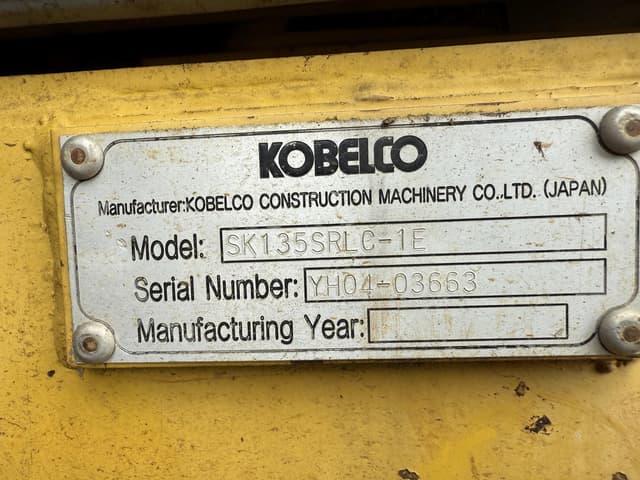 KOBELCO
Manufacturer:KOBELCO CONSTRUCTION MACHINERY CO.,LTD. (JAPAN)
Model: SK135SRLC-1E
Serial Number: YH04-03663
Manufacturing Year: